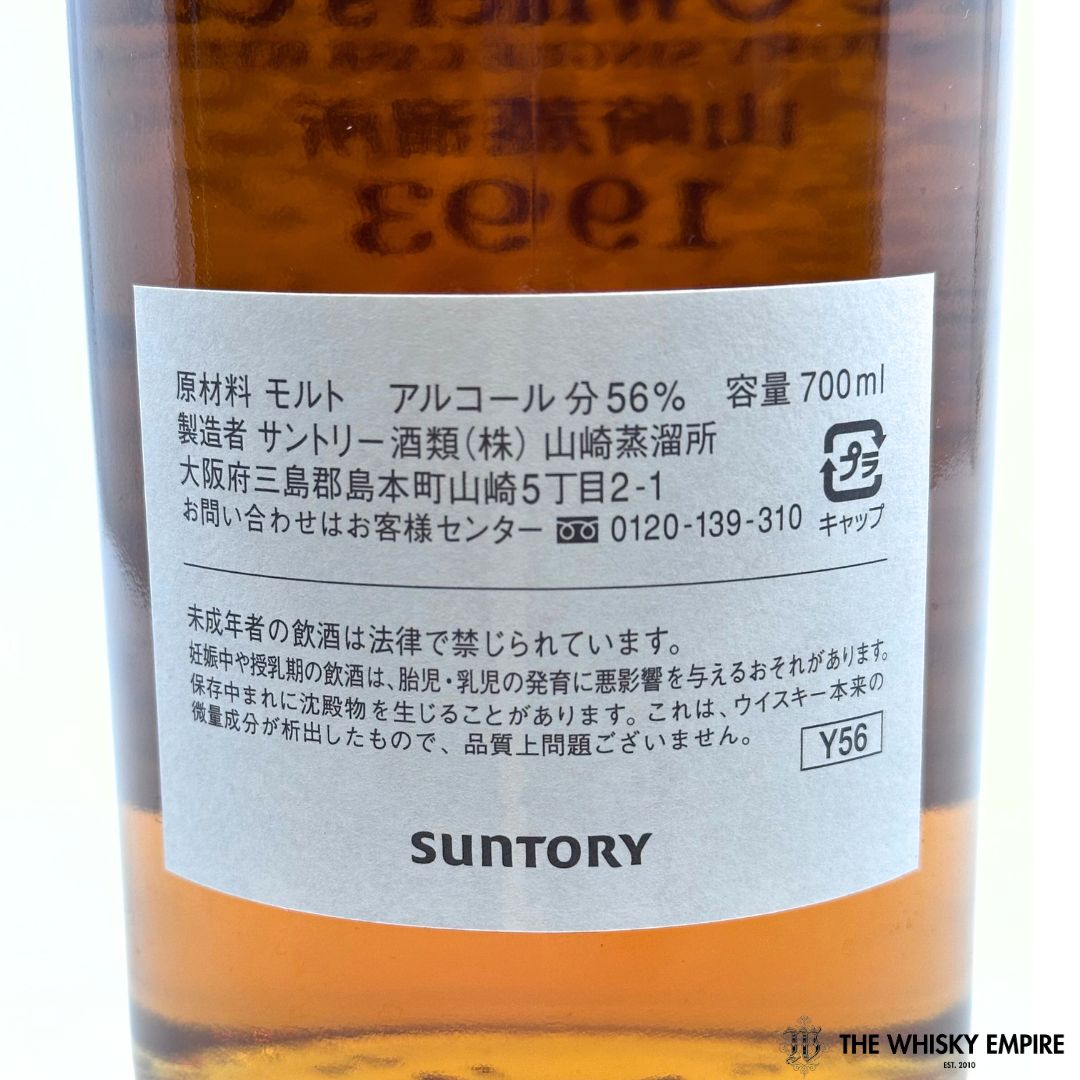 山崎蒸溜所
1993
原材料 モルト アルコール分56% 容量700ml
製造者 サントリー酒類(株) 山崎蒸溜所
大阪府三島郡島本町山崎5丁目2-1
お問い合わせはお客様センター 0120-139-310
プラ
キャップ
未成年者の飲酒は法律で禁じられています。
妊娠中や授乳期の飲酒は、胎児・乳児の発育に悪影響を与えるおそれがあります。
保存中まれに沈殿物を生じることがあります。これは、ウイスキー本来の
微量成分が析出したもので、品質上問題ございません。
Y56
SUNTORY
THE WHISKY EMPIRE
EST. 2010